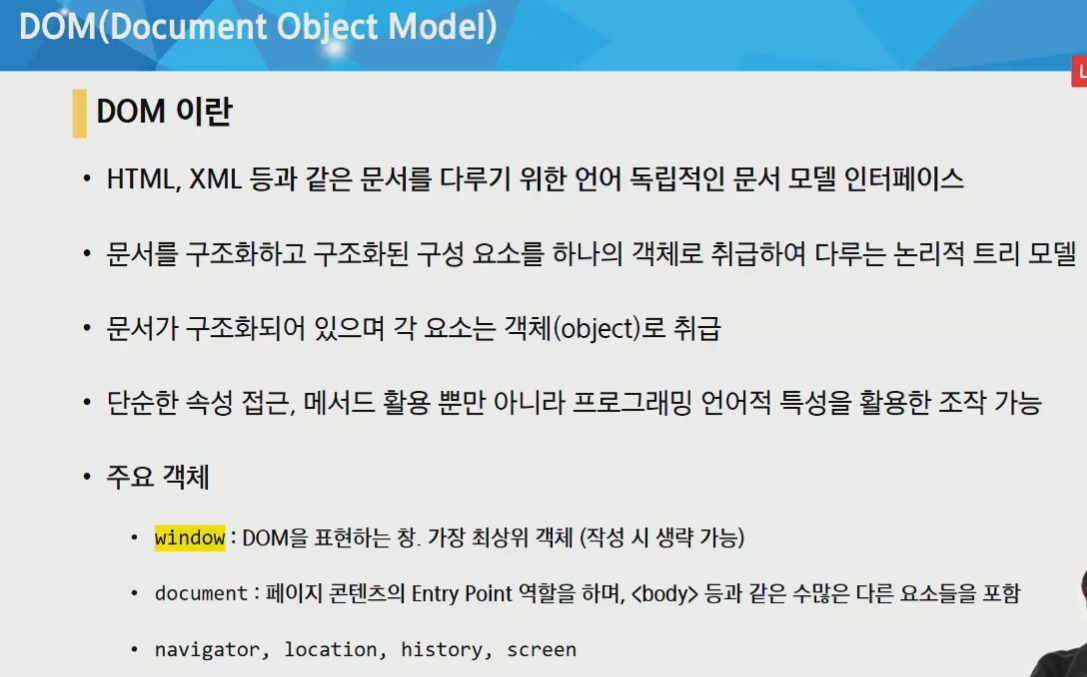 DOM(Document Object Model)
L
DOM 이란
• HTML, XML 등과 같은 문서를 다루기 위한 언어 독립적인 문서 모델 인터페이스
• 문서를 구조화하고 구조화된 구성 요소를 하나의 객체로 취급하여 다루는 논리적 트리 모델
• 문서가 구조화되어 있으며 각 요소는 객체(object)로 취급
• 단순한 속성 접근, 메서드 활용 뿐만 아니라 프로그래밍 언어적 특성을 활용한 조작 가능
• 주요 객체
• window : DOM을 표현하는 창. 가장 최상위 객체 (작성 시 생략 가능)
• document : 페이지 콘텐츠의 Entry Point 역할을 하며, <body> 등과 같은 수많은 다른 요소들을 포함
• navigator, location, history, screen